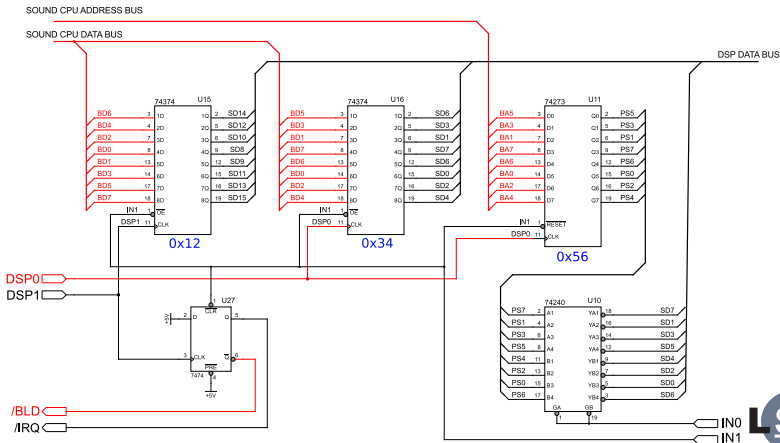 SOUND CPU ADDRESS BUS
SOUND CPU DATA BUS
DSP DATA BUS
74374 U15
BD6 3 1D 1Q 2 SD14
BD4 4 2D 2Q 5 SD12
BD2 7 3D 3Q 6 SD10
BD0 8 4D 4Q 9 SD8
BD1 13 5D 5Q 12 SD9
BD3 14 6D 6Q 15 SD11
BD5 17 7D 7Q 16 SD13
BD7 18 8D 8Q 19 SD15
IN1 1 OE
DSP1 11 CLK
0x12
74374 U16
BD5 3 1D 1Q 2 SD6
BD3 4 2D 2Q 5 SD3
BD1 7 3D 3Q 6 SD1
BD7 8 4D 4Q 9 SD7
BD6 13 5D 5Q 12 SD6
BD0 14 6D 6Q 15 SD0
BD2 17 7D 7Q 16 SD2
BD4 18 8D 8Q 19 SD4
IN1 1 OE
DSP0 11 CLK
0x34
74273 U11
BA5 3 D0 Q0 2 PS5
BA3 4 D1 Q1 5 PS3
BA1 7 D2 Q2 6 PS1
BA7 8 D3 Q3 9 PS7
BA6 13 D4 Q4 12 PS6
BA0 14 D5 Q5 15 PS0
BA2 17 D6 Q6 16 PS2
BA4 18 D7 Q7 19 PS4
IN1 1 RESET
DSP0 11 CLK
0x56
DSP0
DSP1
U27
1 CLR
+5V 2 D Q 5
3 CLK Q 6
PRE
7474 4
+5V
/BLD
/IRQ
74240 U10
PS7 2 A1 YA1 18 SD7
PS1 4 A2 YA2 16 SD1
PS3 6 A3 YA3 14 SD3
PS5 8 A4 YA4 12 SD5
PS4 11 B1 YB1 9 SD4
PS2 13 B2 YB2 7 SD2
PS0 15 B3 YB3 5 SD0
PS6 17 B4 YB4 3 SD6
GA GB
1 19
IN0
IN1